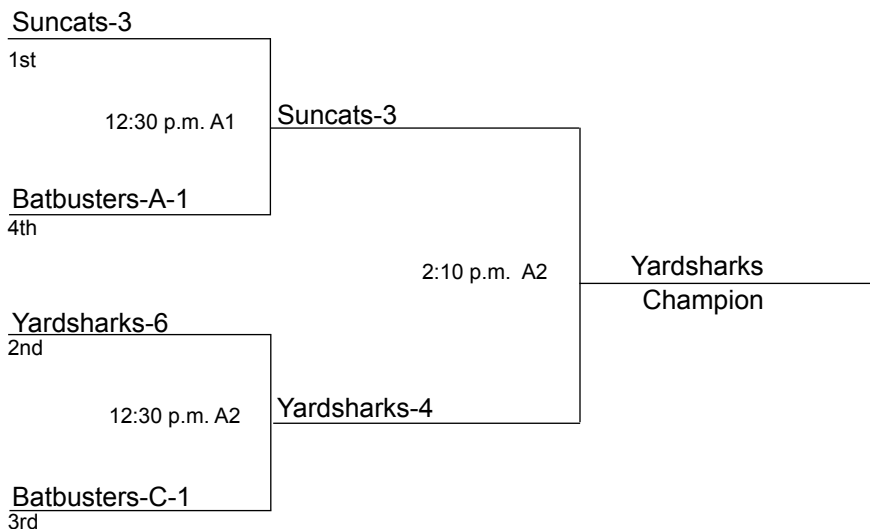 Suncats-3
1st
12:30 p.m. A1
Suncats-3
Batbusters-A-1
4th
2:10 p.m. A2
Yardsharks
Champion
Yardsharks-6
2nd
12:30 p.m. A2
Yardsharks-4
Batbusters-C-1
3rd